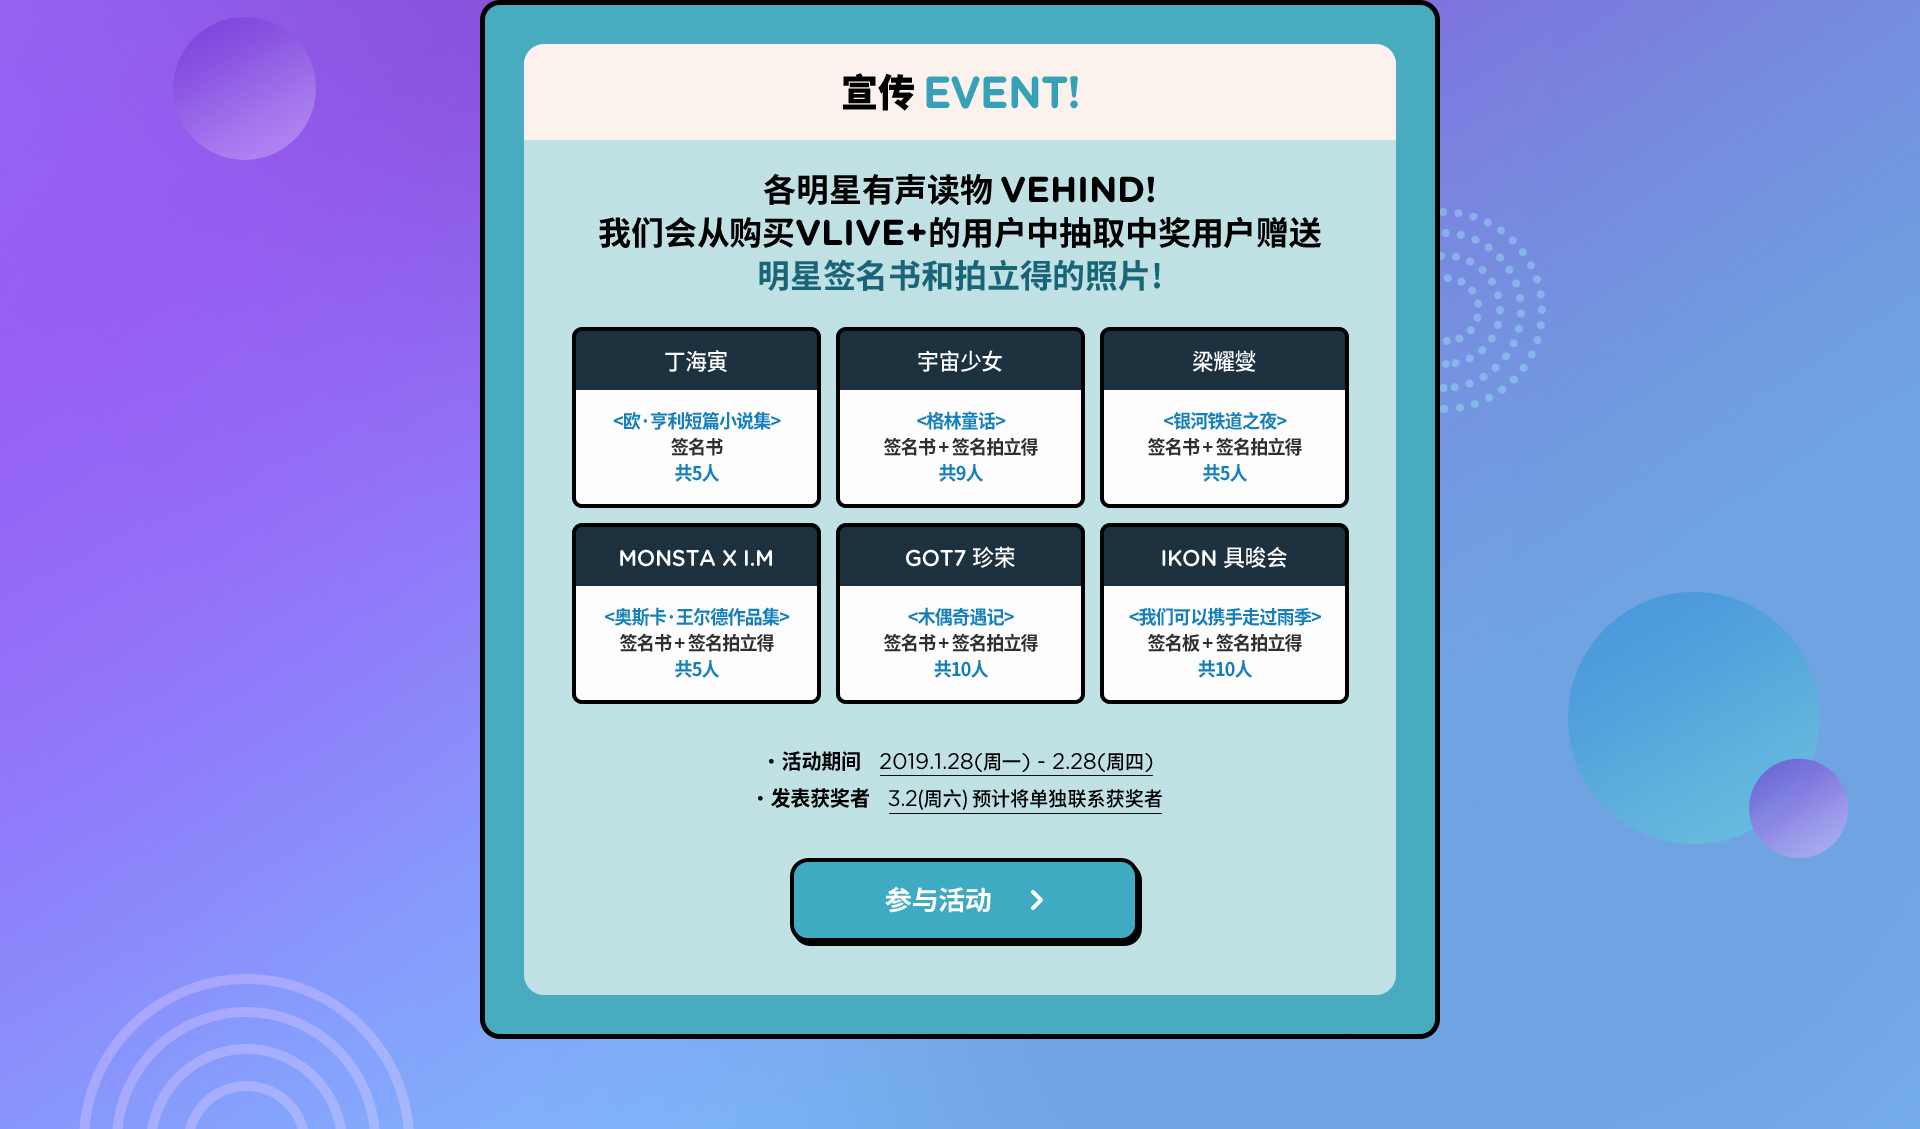 宣传 EVENT!
各明星有声读物 VEHIND!
我们会从购买VLIVE+的用户中抽取中奖用户赠送
明星签名书和拍立得的照片!
丁海寅
<欧·亨利短篇小说集>
签名书
共5人
宇宙少女
<格林童话>
签名书+签名拍立得
共9人
梁耀燮
<银河铁道之夜>
签名书+签名拍立得
共5人
MONSTA X I.M
<奥斯卡·王尔德作品集>
签名书+签名拍立得
共5人
GOT7 珍荣
<木偶奇遇记>
签名书+签名拍立得
共10人
IKON 具晙会
<我们可以携手走过雨季>
签名板+签名拍立得
共10人
· 活动期间 2019.1.28(周一) - 2.28(周四)
· 发表获奖者 3.2(周六) 预计将单独联系获奖者
参与活动